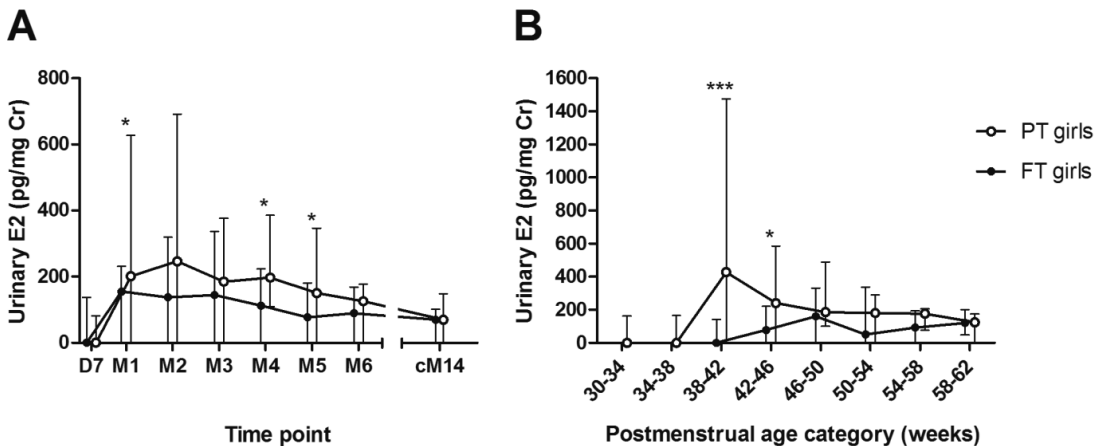 A
B
Urinary E2 (pg/mg Cr)
800
600
400
200
0
*
*
*
D7 M1 M2 M3 M4 M5 M6 cM14
Time point
Urinary E2 (pg/mg Cr)
1600
1400
1200
1000
800
600
400
200
0
***
*
30-34 34-38 38-42 42-46 46-50 50-54 54-58 58-62
Postmenstrual age category (weeks)
PT girls
FT girls